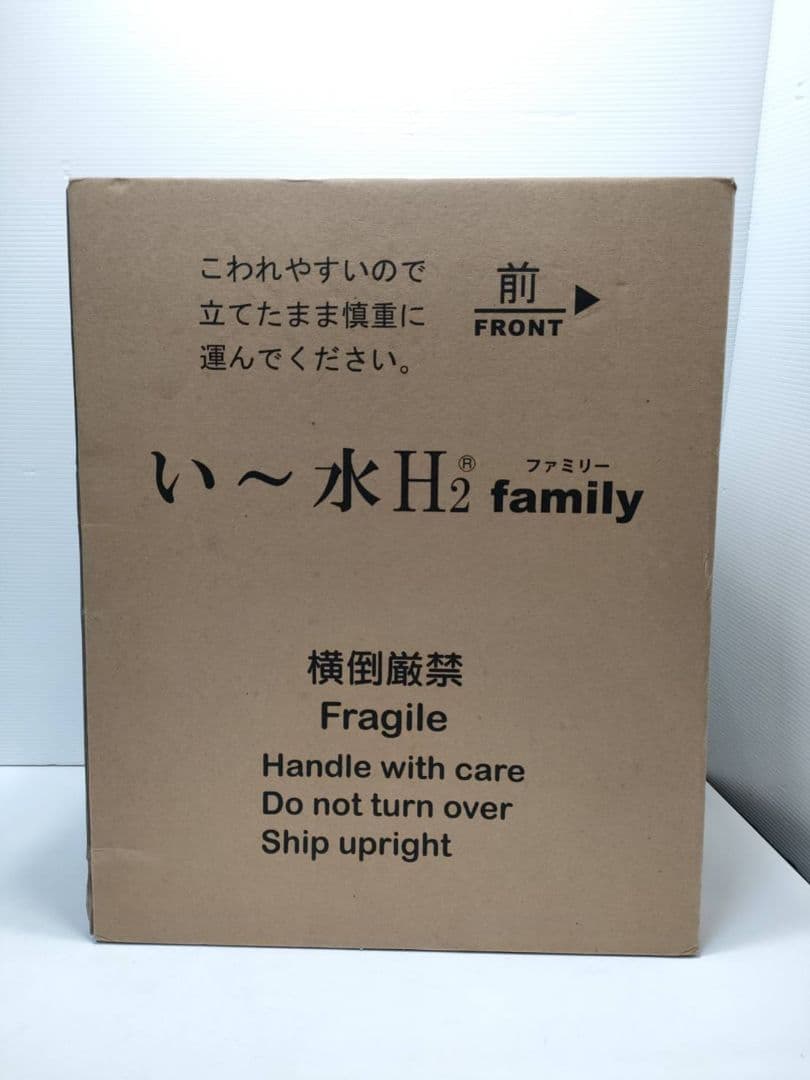 こわれやすいので
立てたまま慎重に
運んでください。
前
FRONT ▶
ファミリー
い〜水H₂® family
横倒厳禁
Fragile
Handle with care
Do not turn over
Ship upright